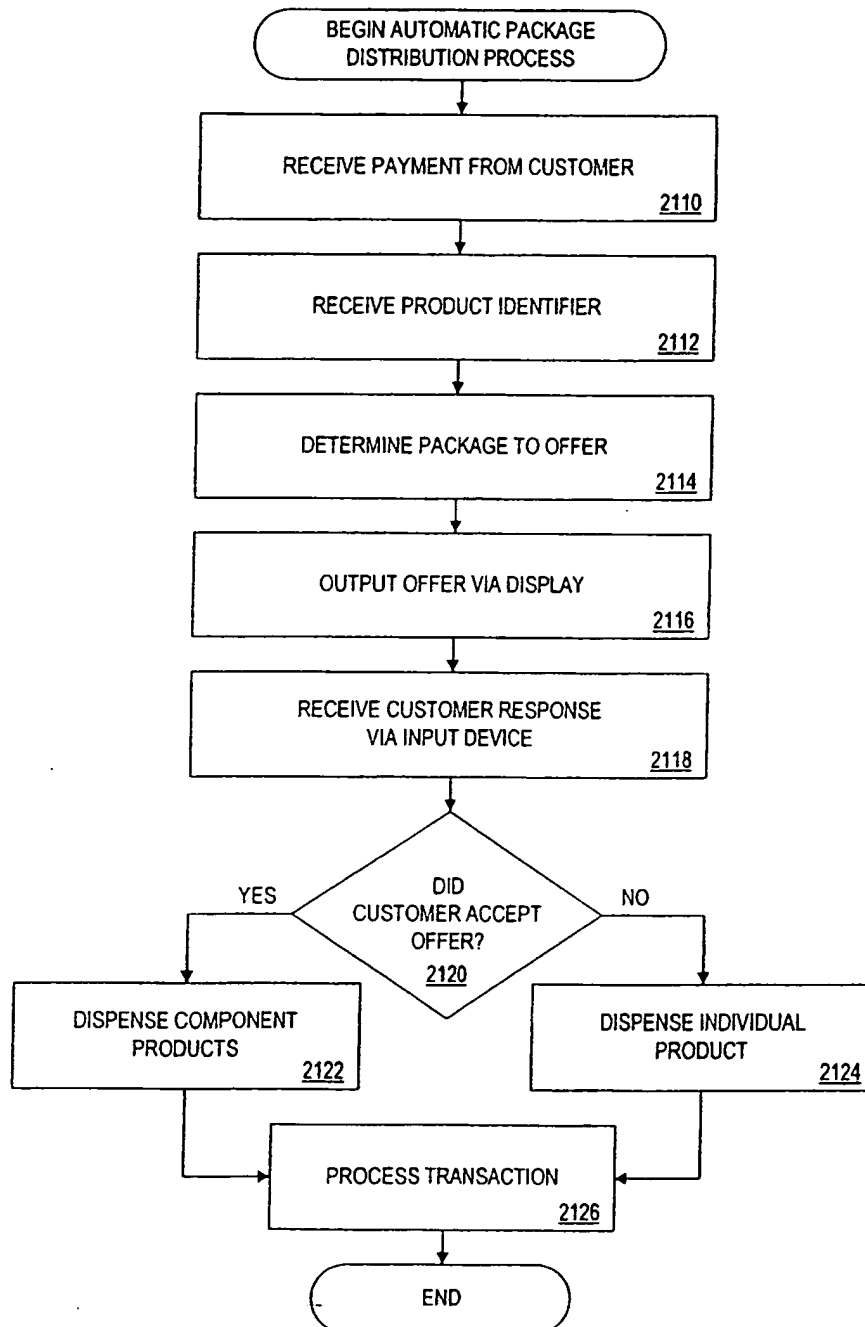 BEGIN AUTOMATIC PACKAGE
DISTRIBUTION PROCESS
RECEIVE PAYMENT FROM CUSTOMER
2110
RECEIVE PRODUCT IDENTIFIER
2112
DETERMINE PACKAGE TO OFFER
2114
OUTPUT OFFER VIA DISPLAY
2116
RECEIVE CUSTOMER RESPONSE
VIA INPUT DEVICE
2118
YES
DID
CUSTOMER ACCEPT
OFFER?
2120
NO
DISPENSE COMPONENT
PRODUCTS
2122
DISPENSE INDIVIDUAL
PRODUCT
2124
PROCESS TRANSACTION
2126
END